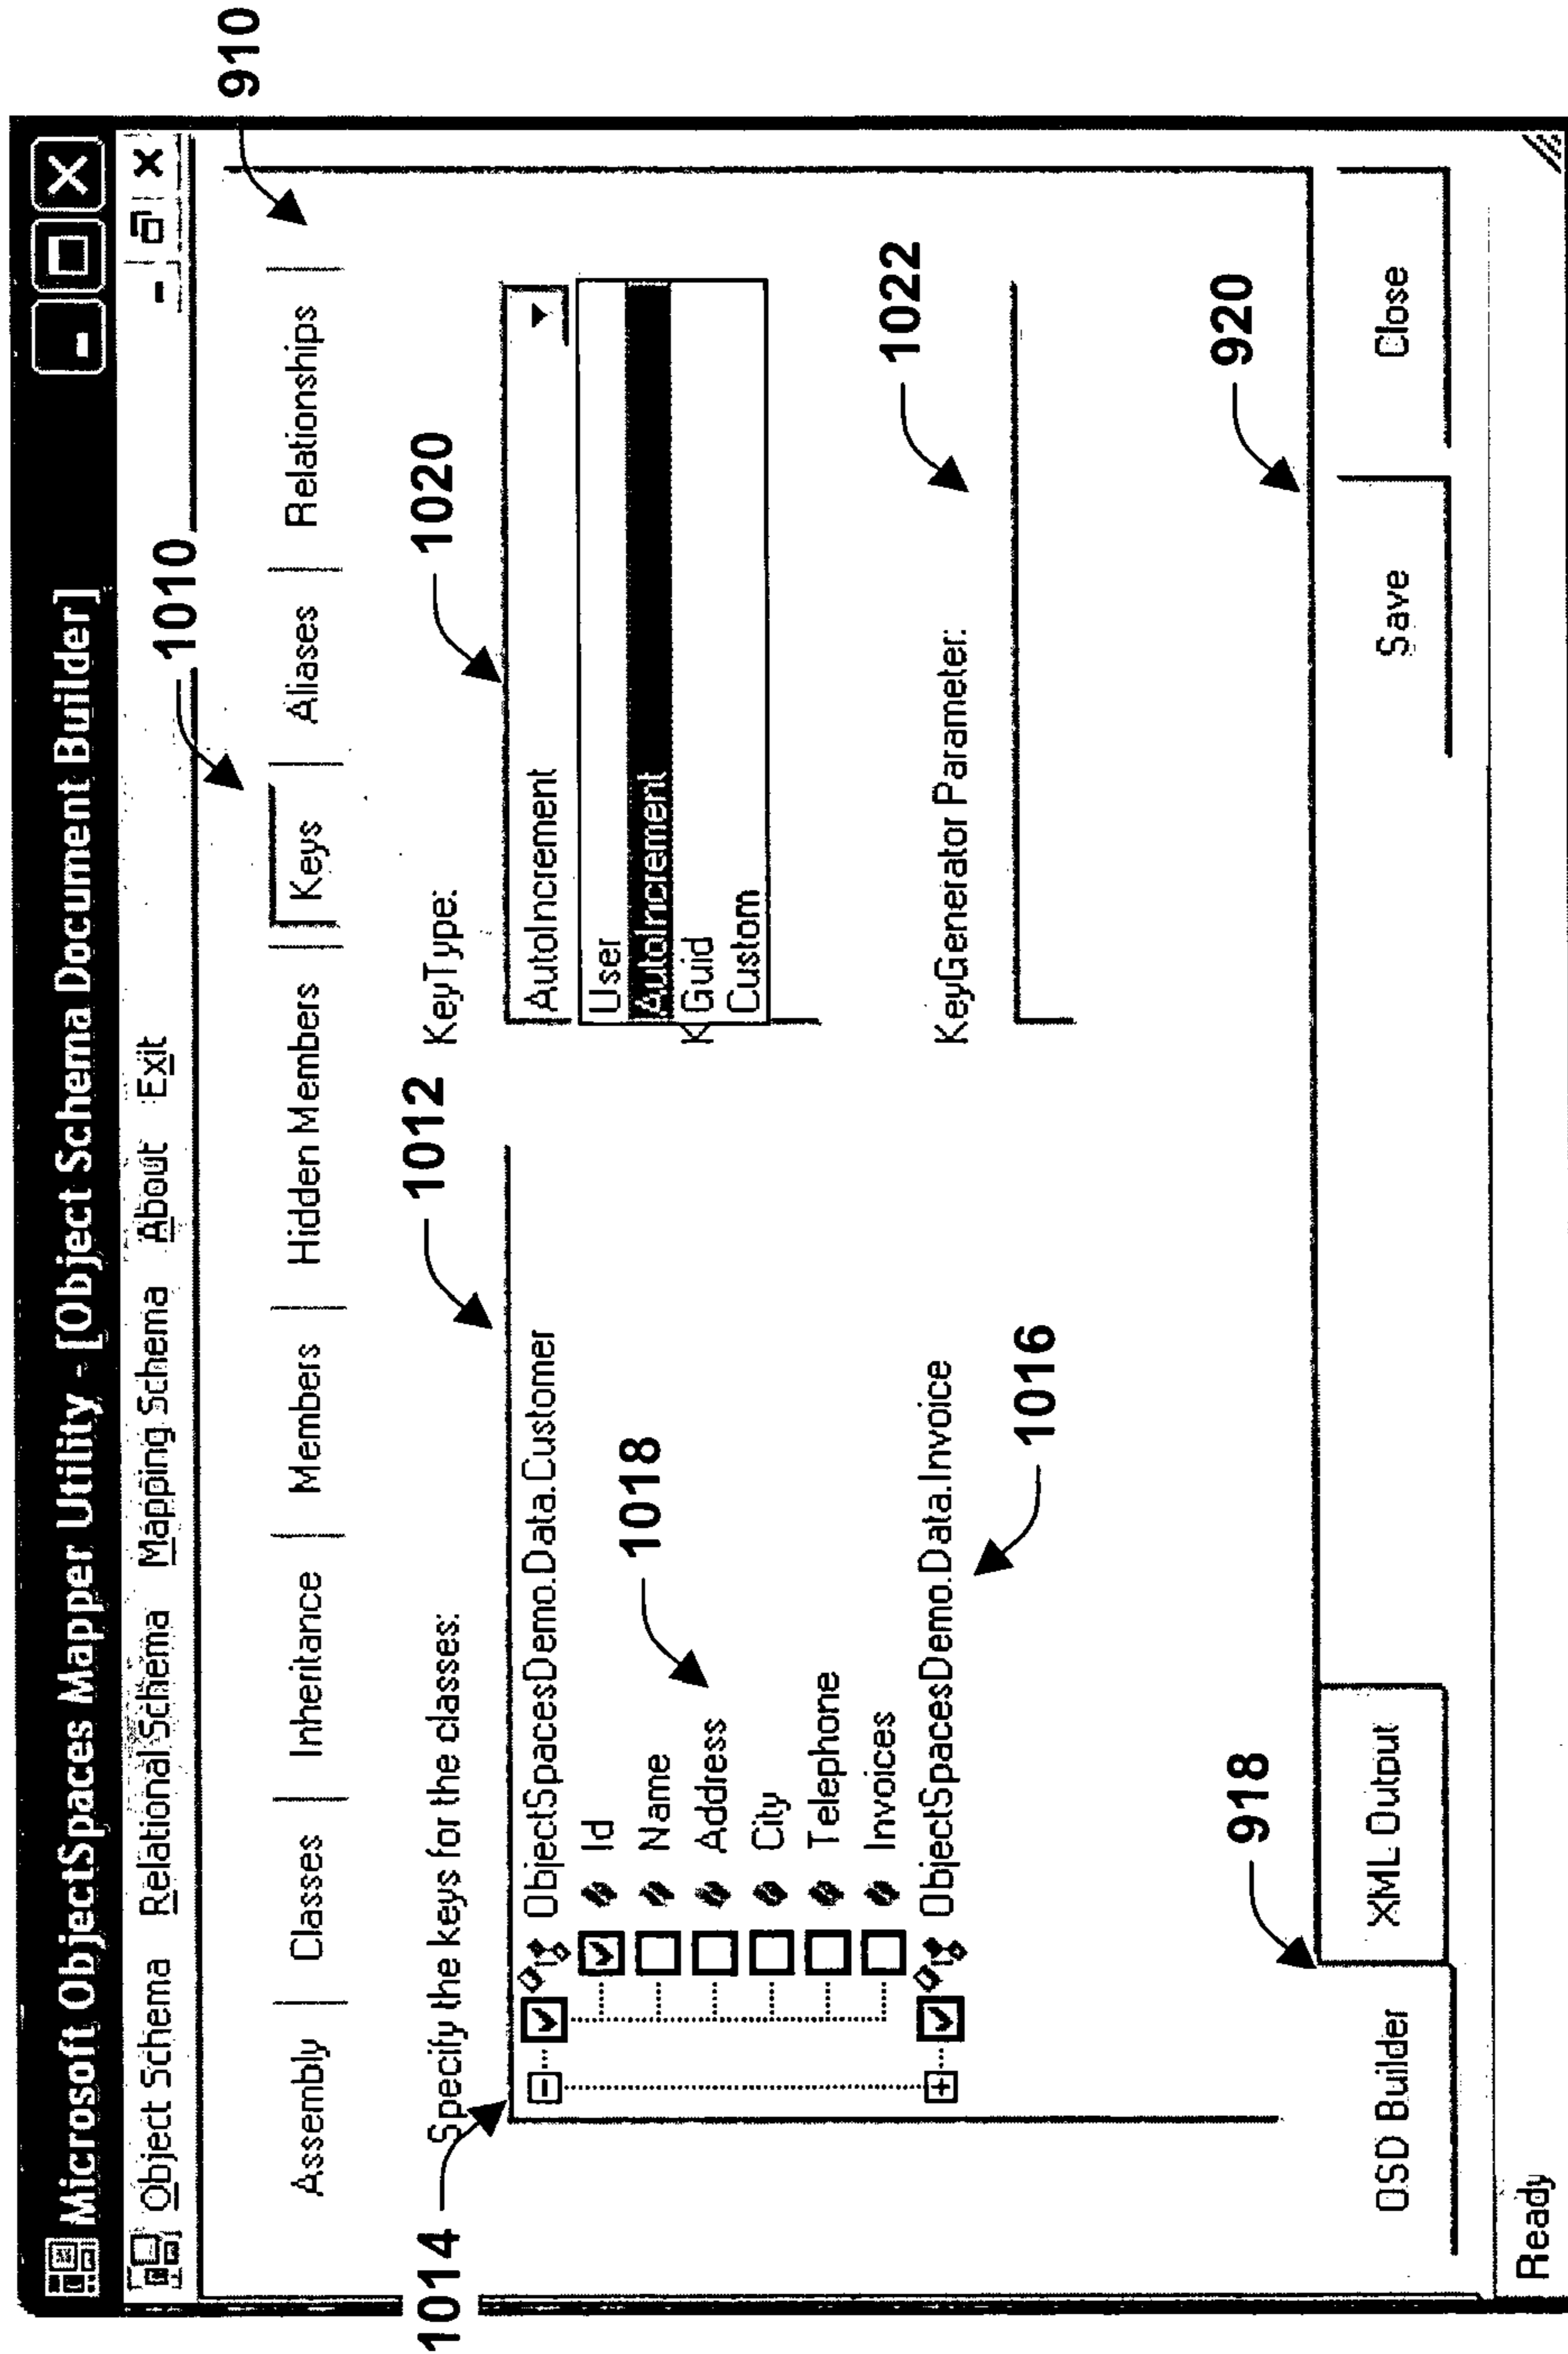 Microsoft ObjectSpaces Mapper Utility - [Object Schema Document Builder]
Object Schema Relational Schema Mapping Schema About Exit
1010
910
Assembly Classes Inheritance Members Hidden Members Keys Aliases Relationships
1014
Specify the keys for the classes:
1012
KeyType:
1020
ObjectSpacesDemo.Data.Customer
Id
Name
Address
City
Telephone
Invoices
ObjectSpacesDemo.Data.Invoice
1018
1016
AutoIncrement
User
AutoIncrement
Guid
Custom
K
KeyGenerator Parameter:
1022
918
920
OSD Builder XML Output Save Close
Ready